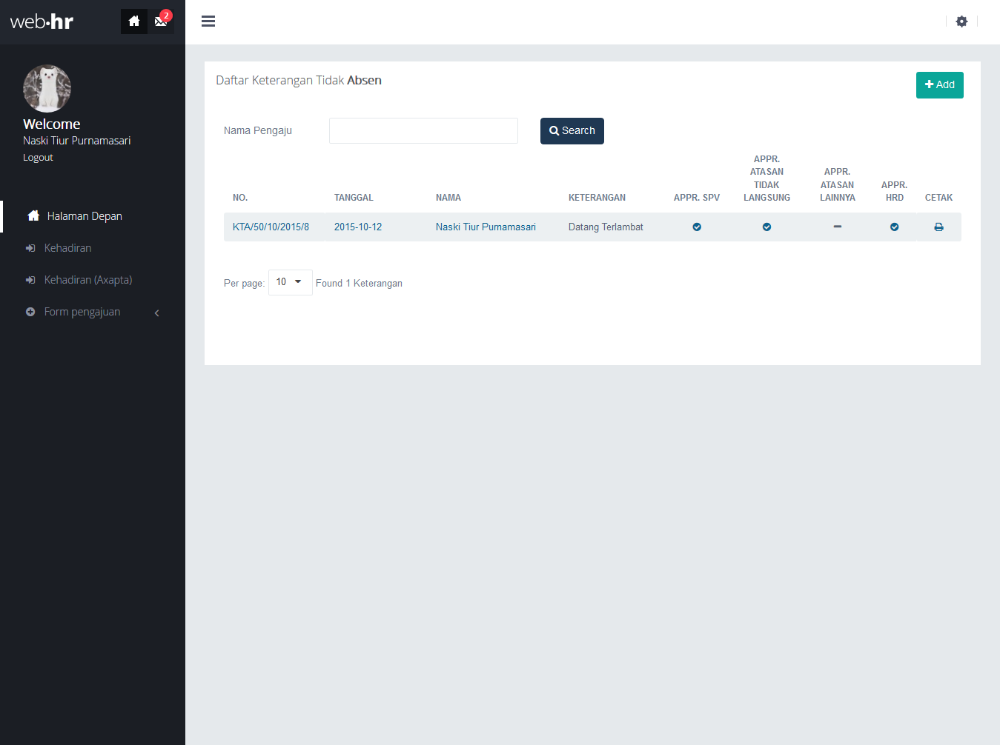 web·hr
2
Welcome
Naski Tiur Purnamasari
Logout
Halaman Depan
Kehadiran
Kehadiran (Axapta)
Form pengajuan
Daftar Keterangan Tidak Absen
Add
Nama Pengaju
Search
NO. TANGGAL NAMA KETERANGAN APPR. SPV APPR. ATASAN TIDAK LANGSUNG APPR. ATASAN LAINNYA APPR. HRD CETAK
KTA/50/10/2015/8 2015-10-12 Naski Tiur Purnamasari Datang Terlambat
Per page: 10 Found 1 Keterangan